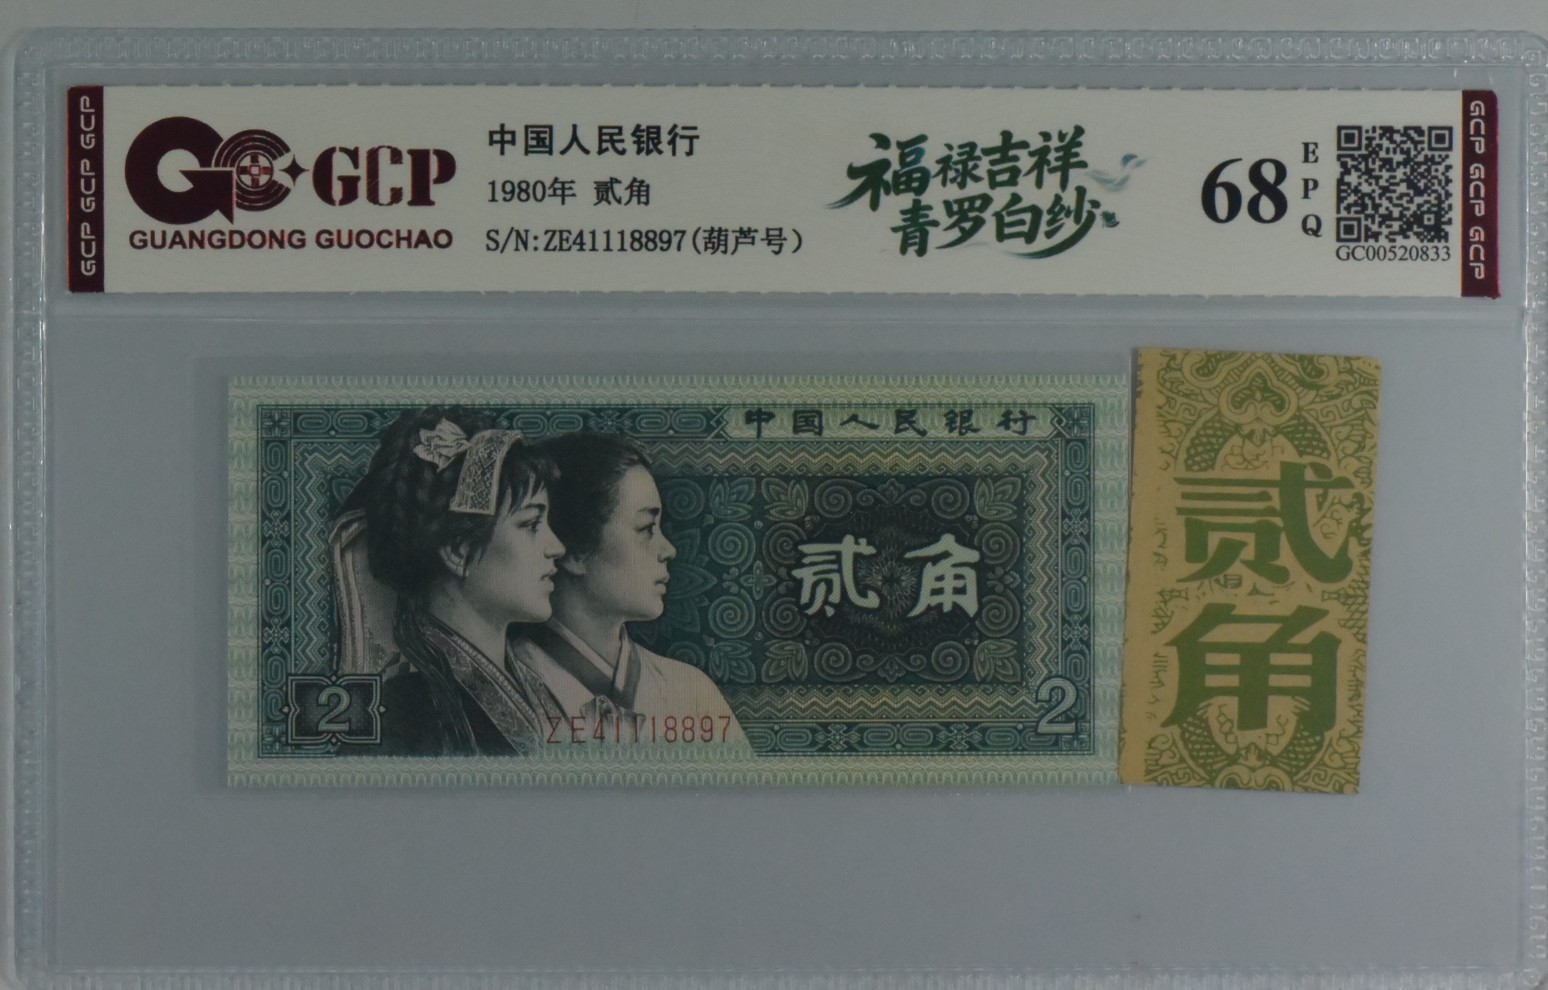 GCP GCP GCP
GCP
GUANGDONG GUOCHAO
中国人民银行
1980年 贰角
S/N:ZE41118897(葫芦号)
福禄吉祥
青罗白纱
68
EPQ
GC00520833
GCP GCP GCP
中国人民银行
贰角
2
2
ZE41118897
贰角